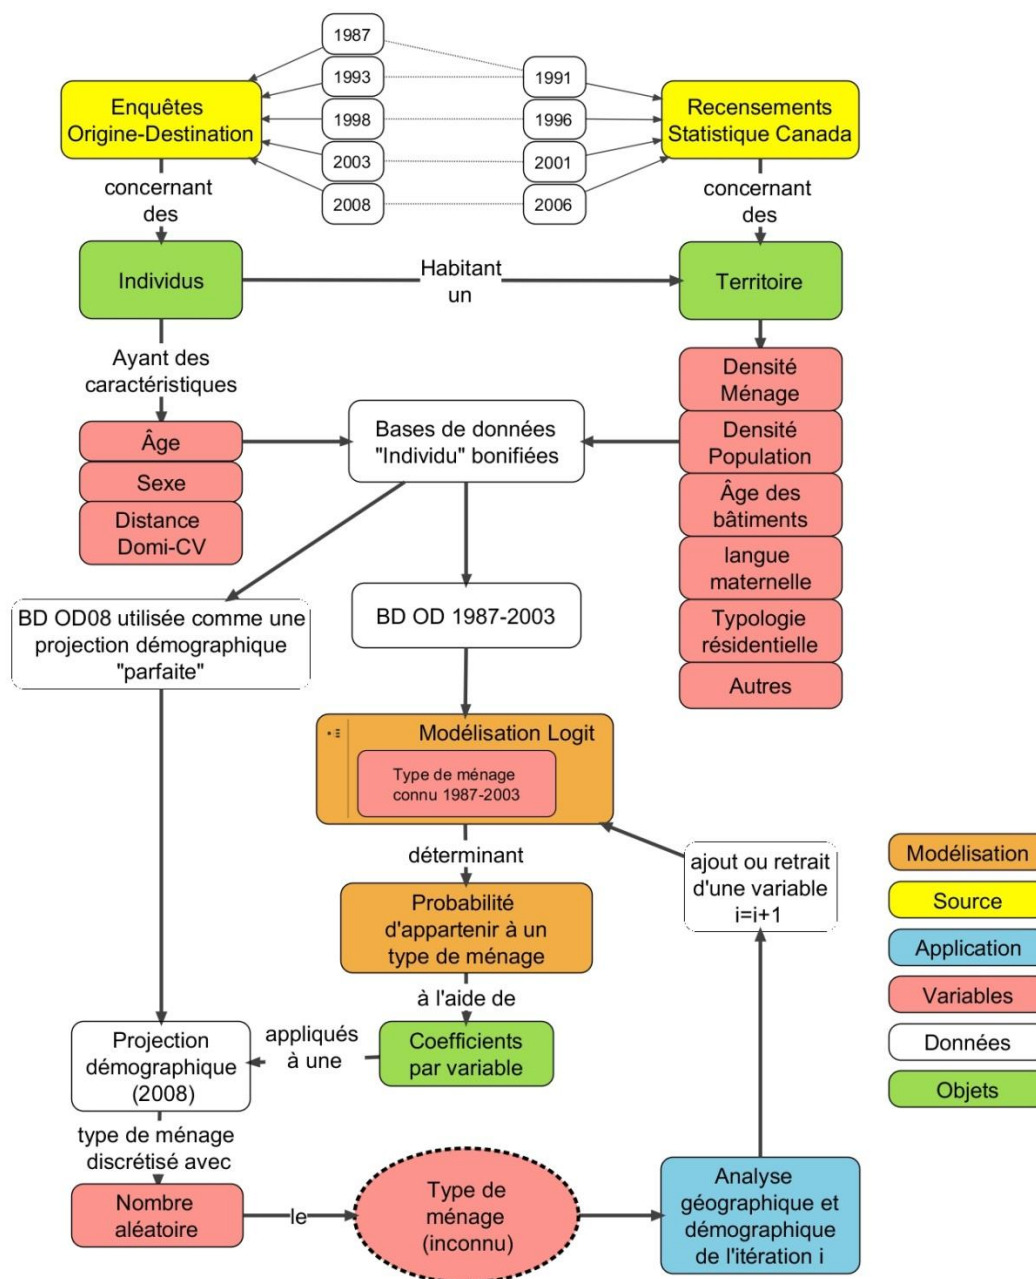 1987
1993
1998
2003
2008
1991
1996
2001
2006
Enquêtes
Origine-Destination
Recensements
Statistique Canada
concernant
des
concernant
des
Individus
Habitant
un
Territoire
Ayant des
caractéristiques
Âge
Sexe
Distance
Domi-CV
Bases de données
"Individu" bonifiées
Densité
Ménage
Densité
Population
Âge des
bâtiments
langue
maternelle
Typologie
résidentielle
Autres
BD OD08 utilisée comme une
projection démographique
"parfaite"
BD OD 1987-2003
Modélisation Logit
Type de ménage
connu 1987-2003
déterminant
Probabilité
d'appartenir à un
type de ménage
à l'aide de
Coefficients
par variable
appliqués
à une
Projection
démographique
(2008)
type de ménage
discrétisé avec
Nombre
aléatoire
le
Type de
ménage
(inconnu)
Analyse
géographique et
démographique
de l'itération i
ajout ou retrait
d'une variable
i=i+1
Modélisation
Source
Application
Variables
Données
Objets